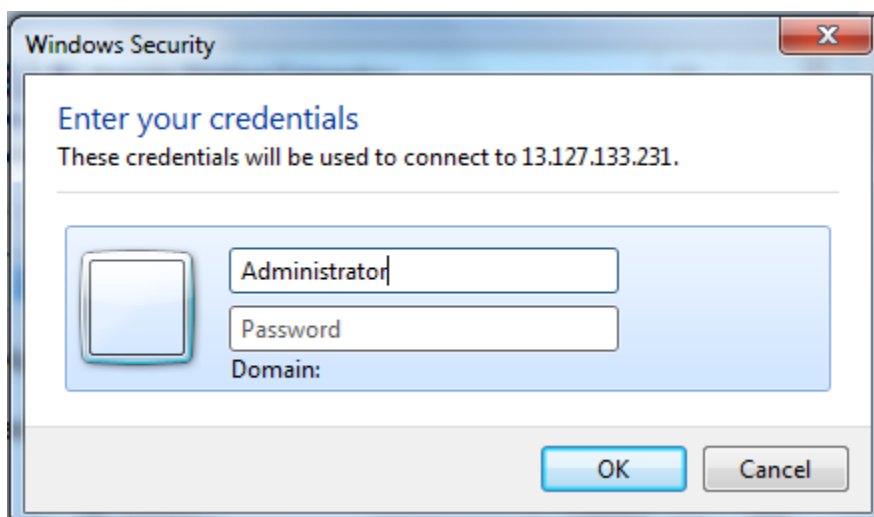 Windows Security
Enter your credentials
These credentials will be used to connect to 13.127.133.231.
Administrator
Password
Domain:
OK
Cancel